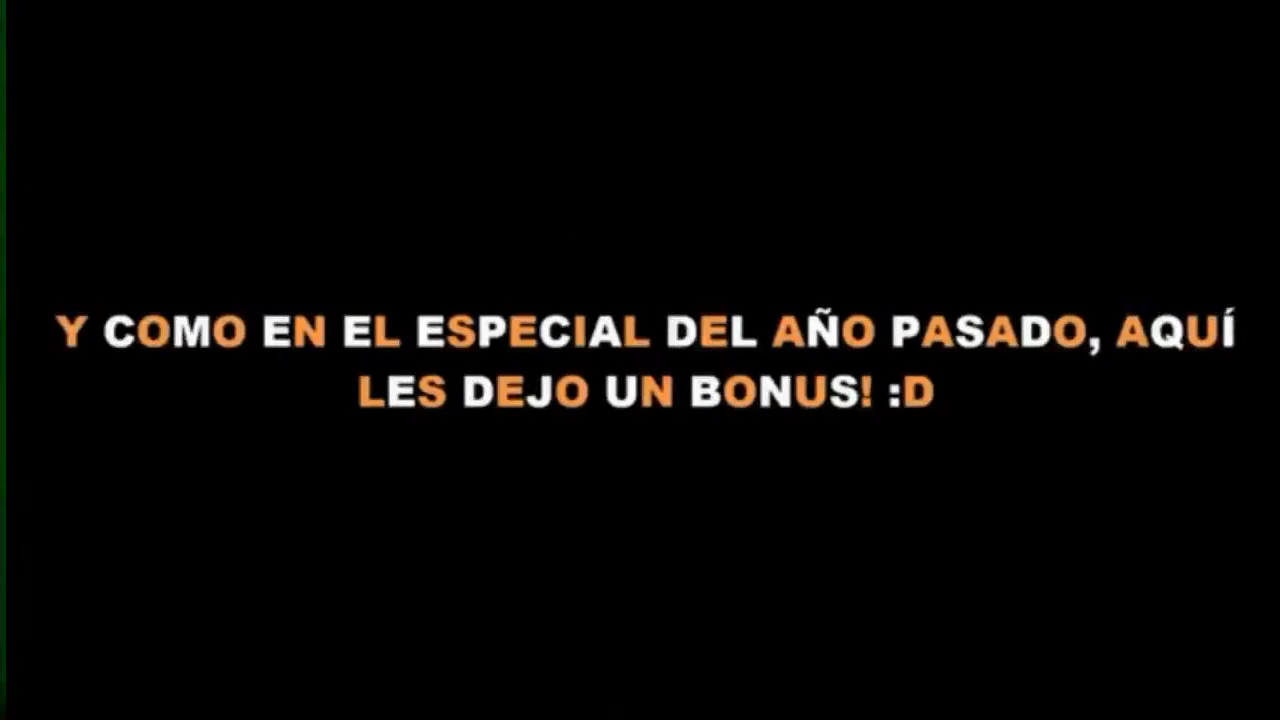 Y COMO EN EL ESPECIAL DEL AÑO PASADO, AQUÍ
LES DEJO UN BONUS! :D